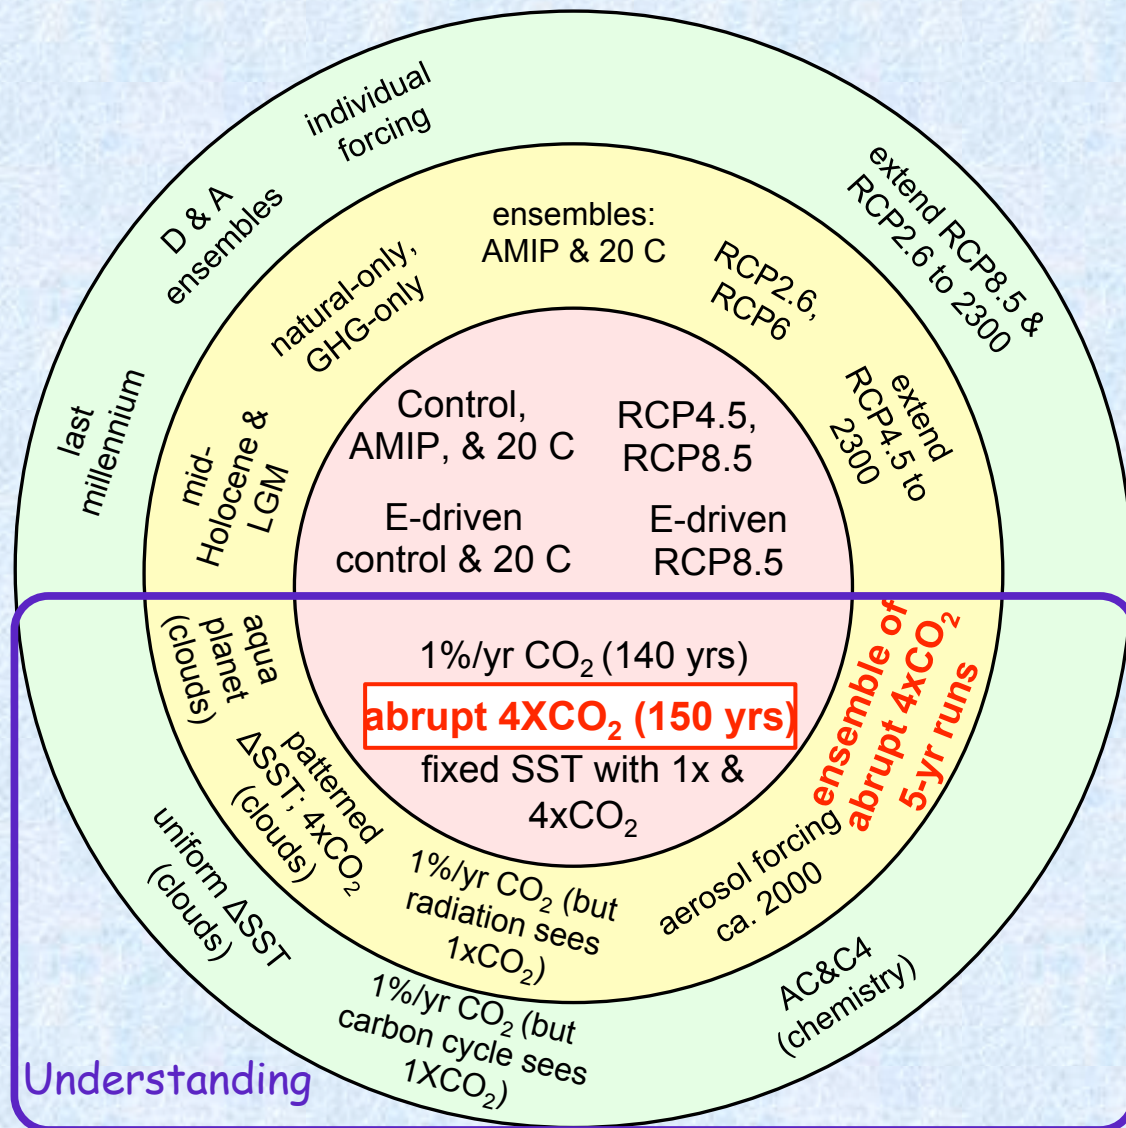 individual
forcing
D & A
ensembles
last
millennium
extend RCP8.5 &
RCP2.6 to 2300
ensembles:
AMIP & 20 C
natural-only,
GHG-only
mid-
Holocene &
LGM
RCP2.6,
RCP6
extend
RCP4.5 to
2300
Control,
AMIP, & 20 C
RCP4.5,
RCP8.5
E-driven
control & 20 C
E-driven
RCP8.5
1%/yr CO₂ (140 yrs)
abrupt 4XCO₂ (150 yrs)
fixed SST with 1x &
4xCO₂
aqua
planet
(clouds)
patterned
ΔSST; 4xCO₂
(clouds)
1%/yr CO₂ (but
radiation sees
1xCO₂)
aerosol forcing
ca. 2000
ensemble of
abrupt 4xCO₂
5-yr runs
uniform ΔSST
(clouds)
1%/yr CO₂ (but
carbon cycle sees
1XCO₂)
AC&C4
(chemistry)
Understanding